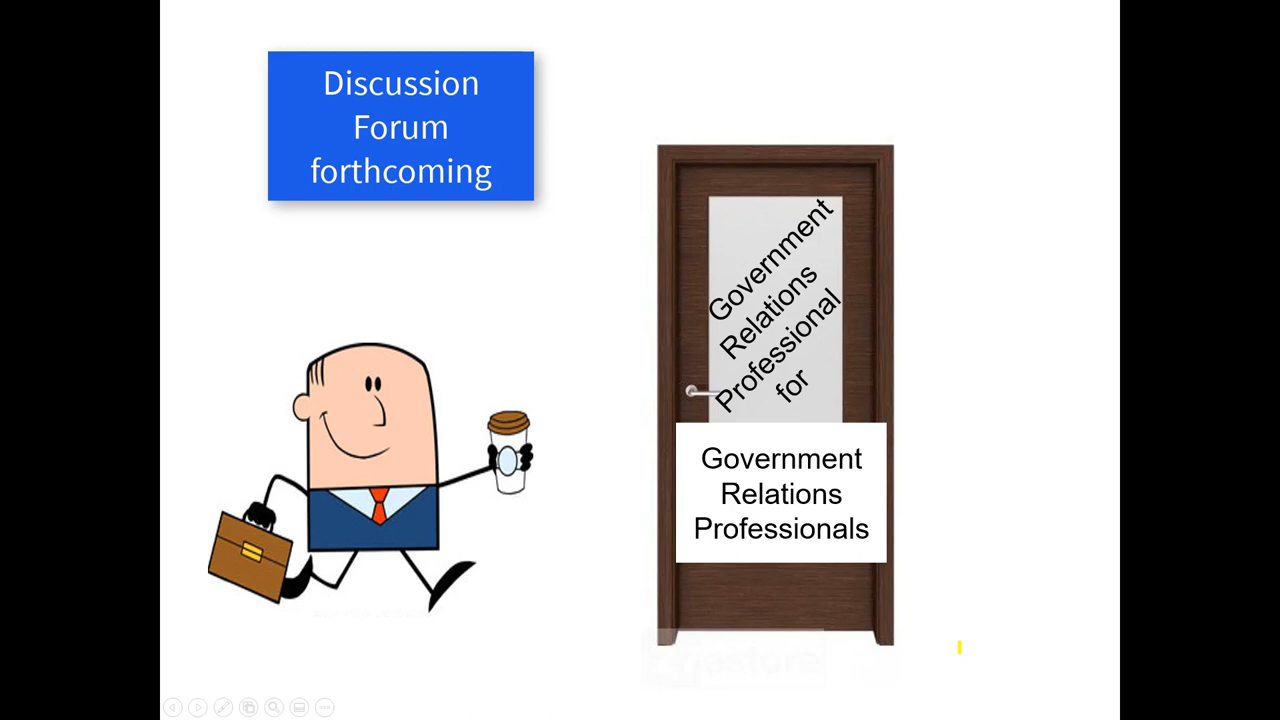 Discussion
Forum
forthcoming
Government
Relations
Professional
for
Government
Relations
Professionals